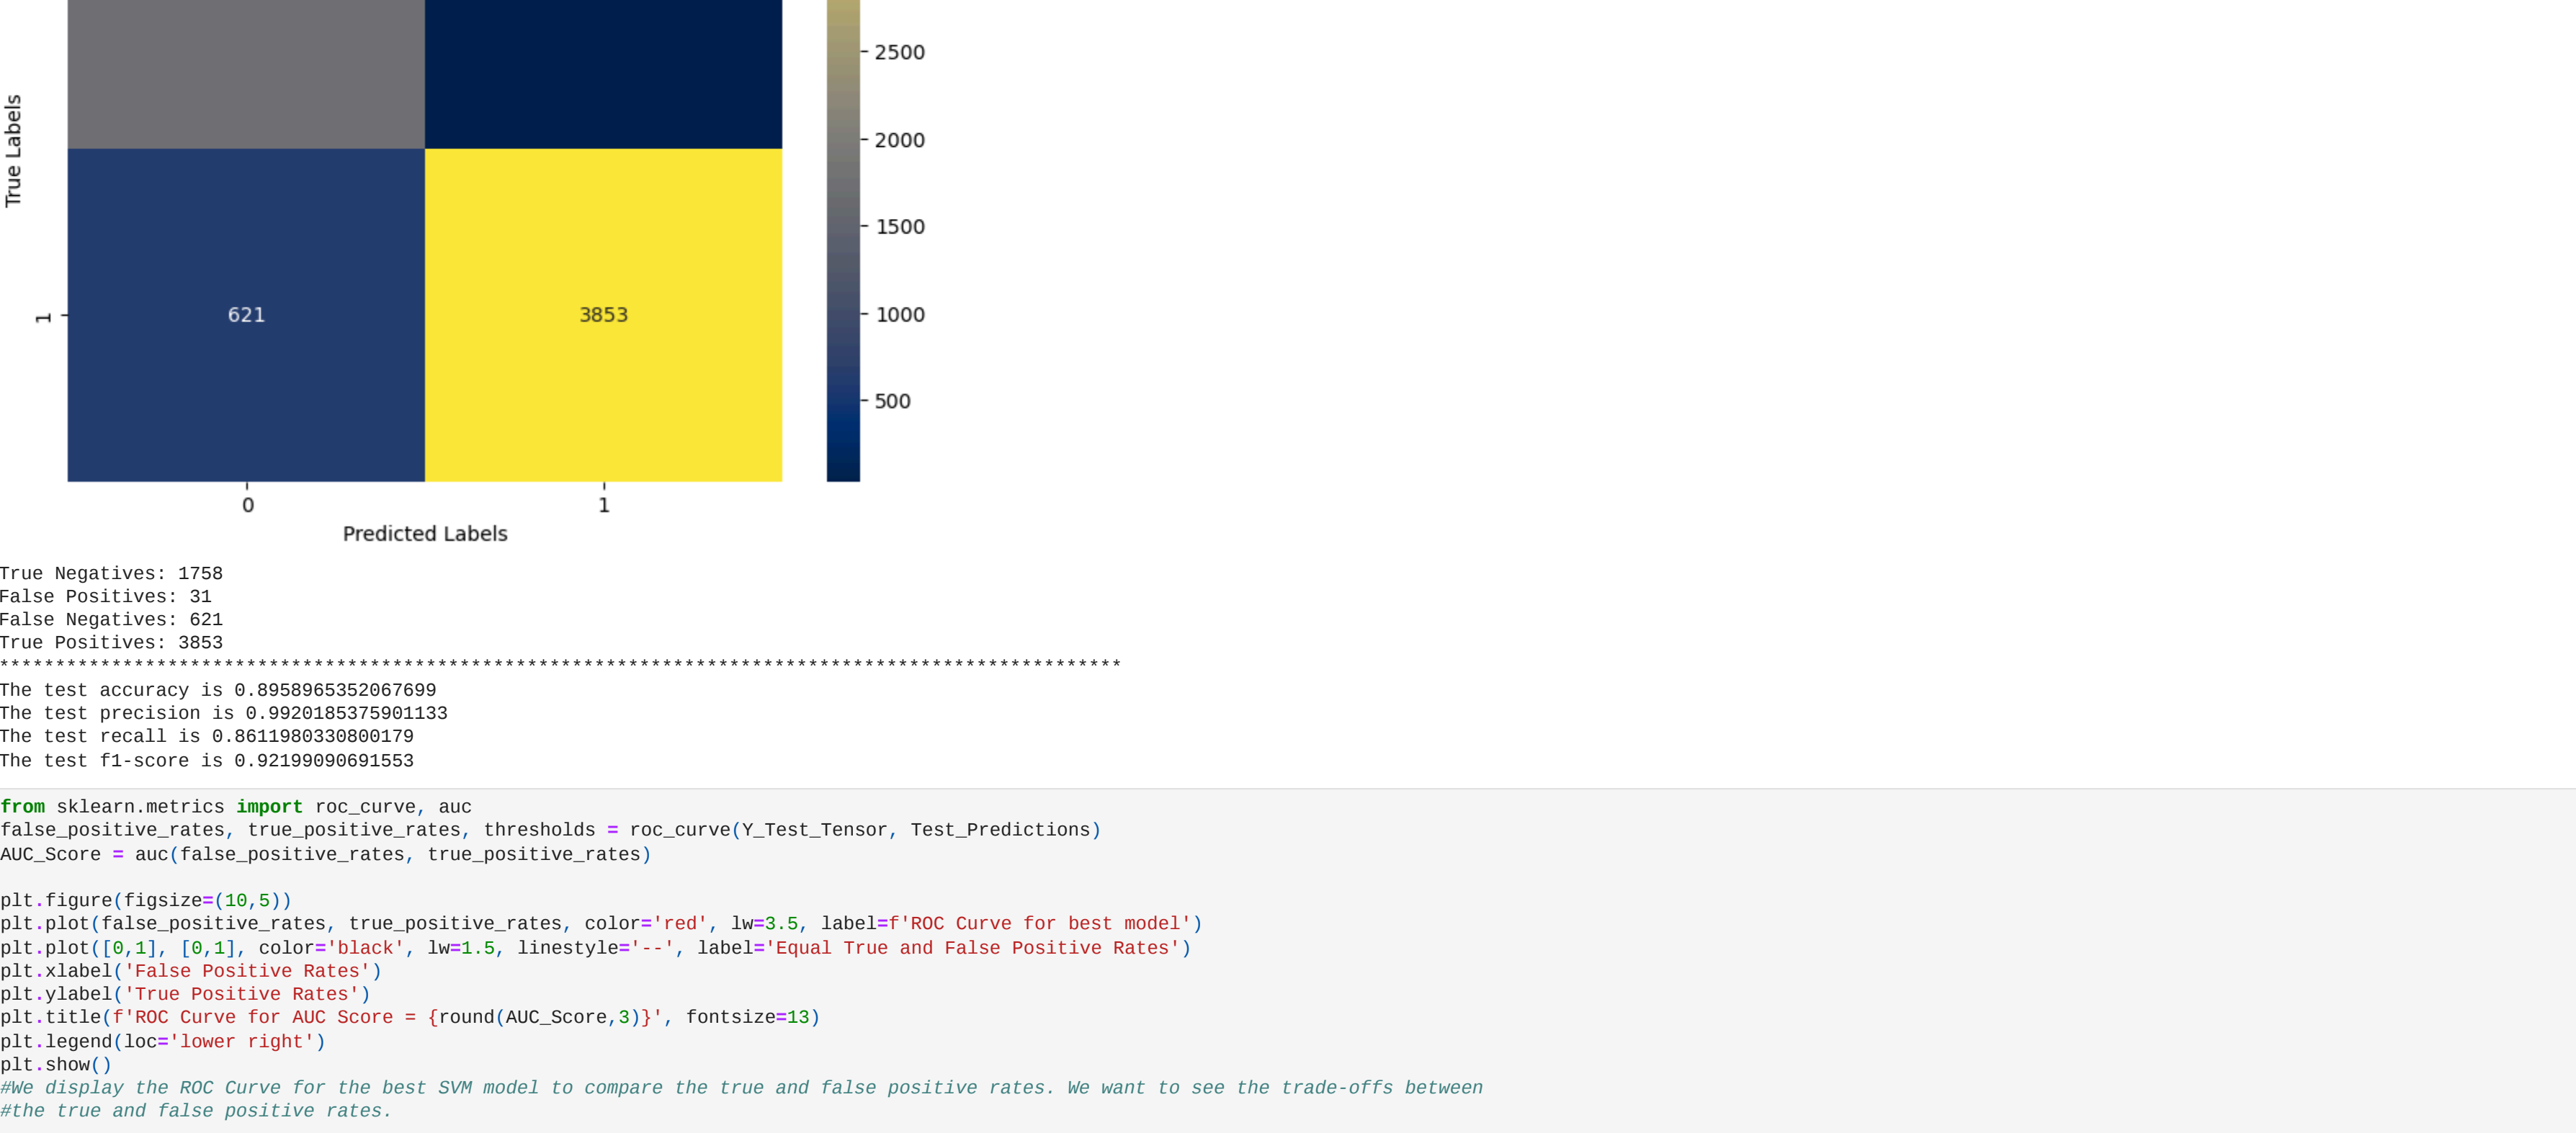 2500
2000
True Labels
1500
1
621
3853
1000
500
0
1
Predicted Labels
True Negatives: 1758
False Positives: 31
False Negatives: 621
True Positives: 3853
****************************************************************************************************
The test accuracy is 0.8958965352067699
The test precision is 0.9920185375901133
The test recall is 0.8611980330800179
The test f1-score is 0.92199090691553
from sklearn.metrics import roc_curve, auc
false_positive_rates, true_positive_rates, thresholds = roc_curve(Y_Test_Tensor, Test_Predictions)
AUC_Score = auc(false_positive_rates, true_positive_rates)
plt.figure(figsize=(10,5))
plt.plot(false_positive_rates, true_positive_rates, color='red', lw=3.5, label=f'ROC Curve for best model')
plt.plot([0,1], [0,1], color='black', lw=1.5, linestyle='--', label='Equal True and False Positive Rates')
plt.xlabel('False Positive Rates')
plt.ylabel('True Positive Rates')
plt.title(f'ROC Curve for AUC Score = {round(AUC_Score,3)}', fontsize=13)
plt.legend(loc='lower right')
plt.show()
#We display the ROC Curve for the best SVM model to compare the true and false positive rates. We want to see the trade-offs between
#the true and false positive rates.